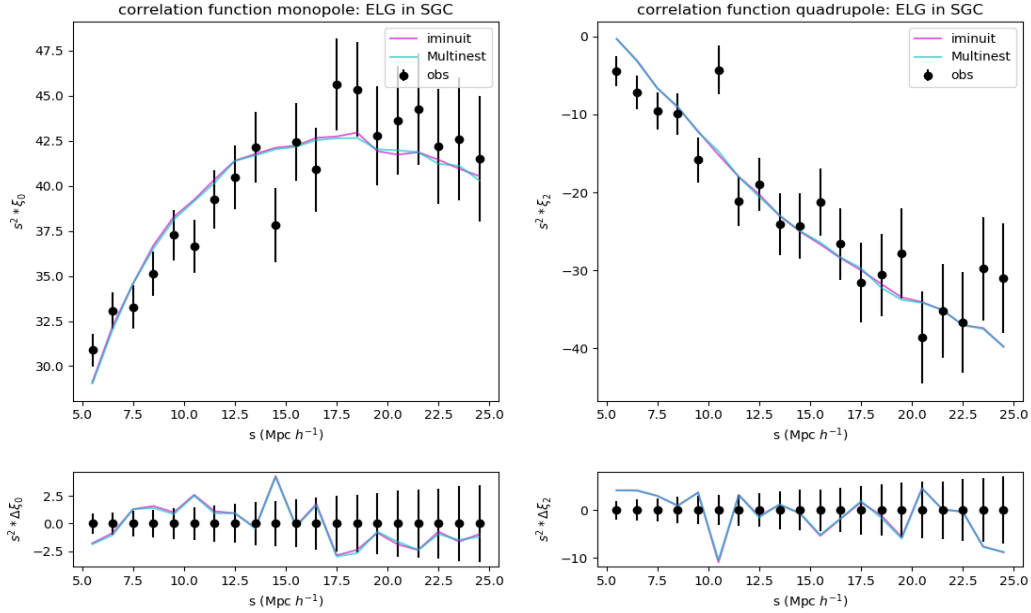 correlation function monopole: ELG in SGC
47.5
45.0
42.5
40.0
37.5
35.0
32.5
30.0
s² * ξ₀
iminuit
Multinest
obs
5.0 7.5 10.0 12.5 15.0 17.5 20.0 22.5 25.0
s (Mpc h⁻¹)
correlation function quadrupole: ELG in SGC
0
−10
−20
−30
−40
s² * ξ₂
iminuit
Multinest
obs
5.0 7.5 10.0 12.5 15.0 17.5 20.0 22.5 25.0
s (Mpc h⁻¹)
2.5
0.0
−2.5
s² * Δξ₀
5.0 7.5 10.0 12.5 15.0 17.5 20.0 22.5 25.0
s (Mpc h⁻¹)
0
−10
s² * Δξ₂
5.0 7.5 10.0 12.5 15.0 17.5 20.0 22.5 25.0
s (Mpc h⁻¹)